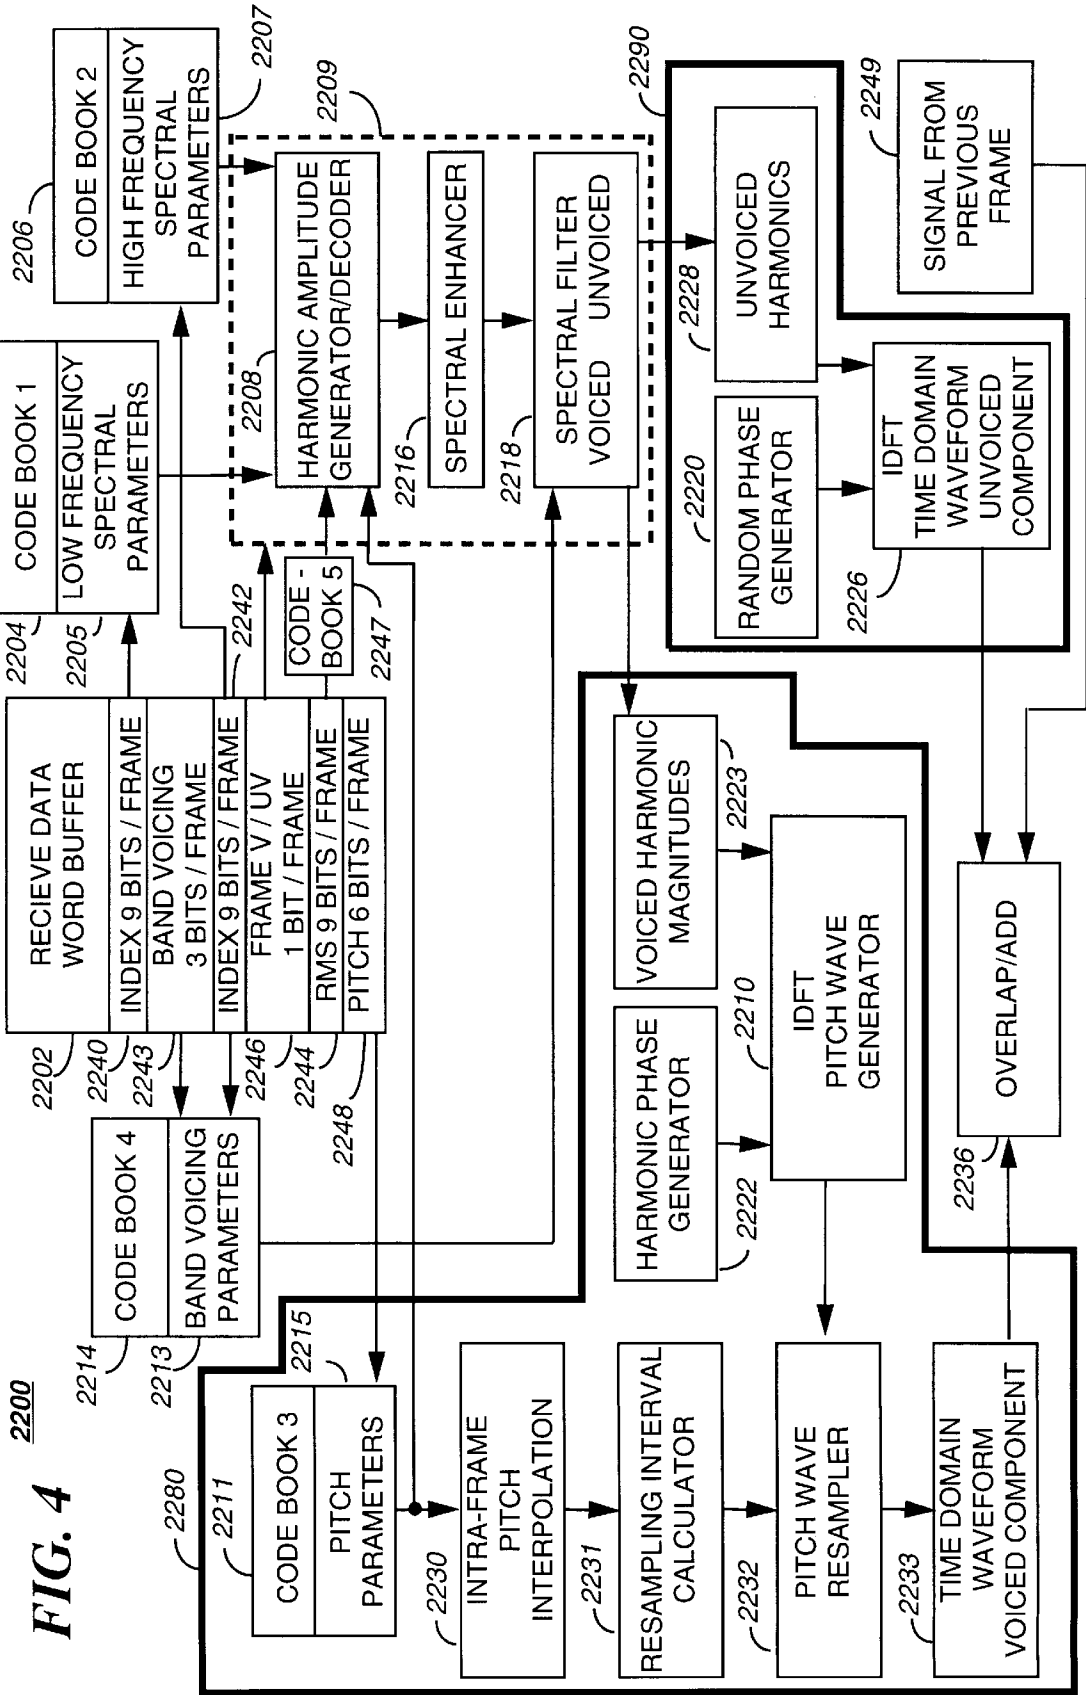 FIG. 4
2200
2206
CODE BOOK 2
HIGH FREQUENCY
SPECTRAL
PARAMETERS
2207
2204
CODE BOOK 1
2205
LOW FREQUENCY
SPECTRAL
PARAMETERS
2202
RECIEVE DATA
WORD BUFFER
2240
INDEX 9 BITS / FRAME
2243
BAND VOICING
3 BITS / FRAME
INDEX 9 BITS / FRAME
2242
2246
FRAME V / UV
1 BIT / FRAME
2244
RMS 9 BITS / FRAME
2248
PITCH 6 BITS / FRAME
CODE -
BOOK 5
2247
2214
CODE BOOK 4
2213
BAND VOICING
PARAMETERS
2209
2208
HARMONIC AMPLITUDE
GENERATOR/DECODER
2216
SPECTRAL ENHANCER
2218
SPECTRAL FILTER
VOICED UNVOICED
2280
2211
CODE BOOK 3
2215
PITCH
PARAMETERS
2230
INTRA-FRAME
PITCH
INTERPOLATION
2231
RESAMPLING INTERVAL
CALCULATOR
2232
PITCH WAVE
RESAMPLER
2233
TIME DOMAIN
WAVEFORM
VOICED COMPONENT
HARMONIC PHASE
GENERATOR
2222
VOICED HARMONIC
MAGNITUDES
2223
2210
IDFT
PITCH WAVE
GENERATOR
2290
2220
RANDOM PHASE
GENERATOR
2228
UNVOICED
HARMONICS
2226
IDFT
TIME DOMAIN
WAVEFORM
UNVOICED
COMPONENT
2249
SIGNAL FROM
PREVIOUS
FRAME
2236
OVERLAP/ADD